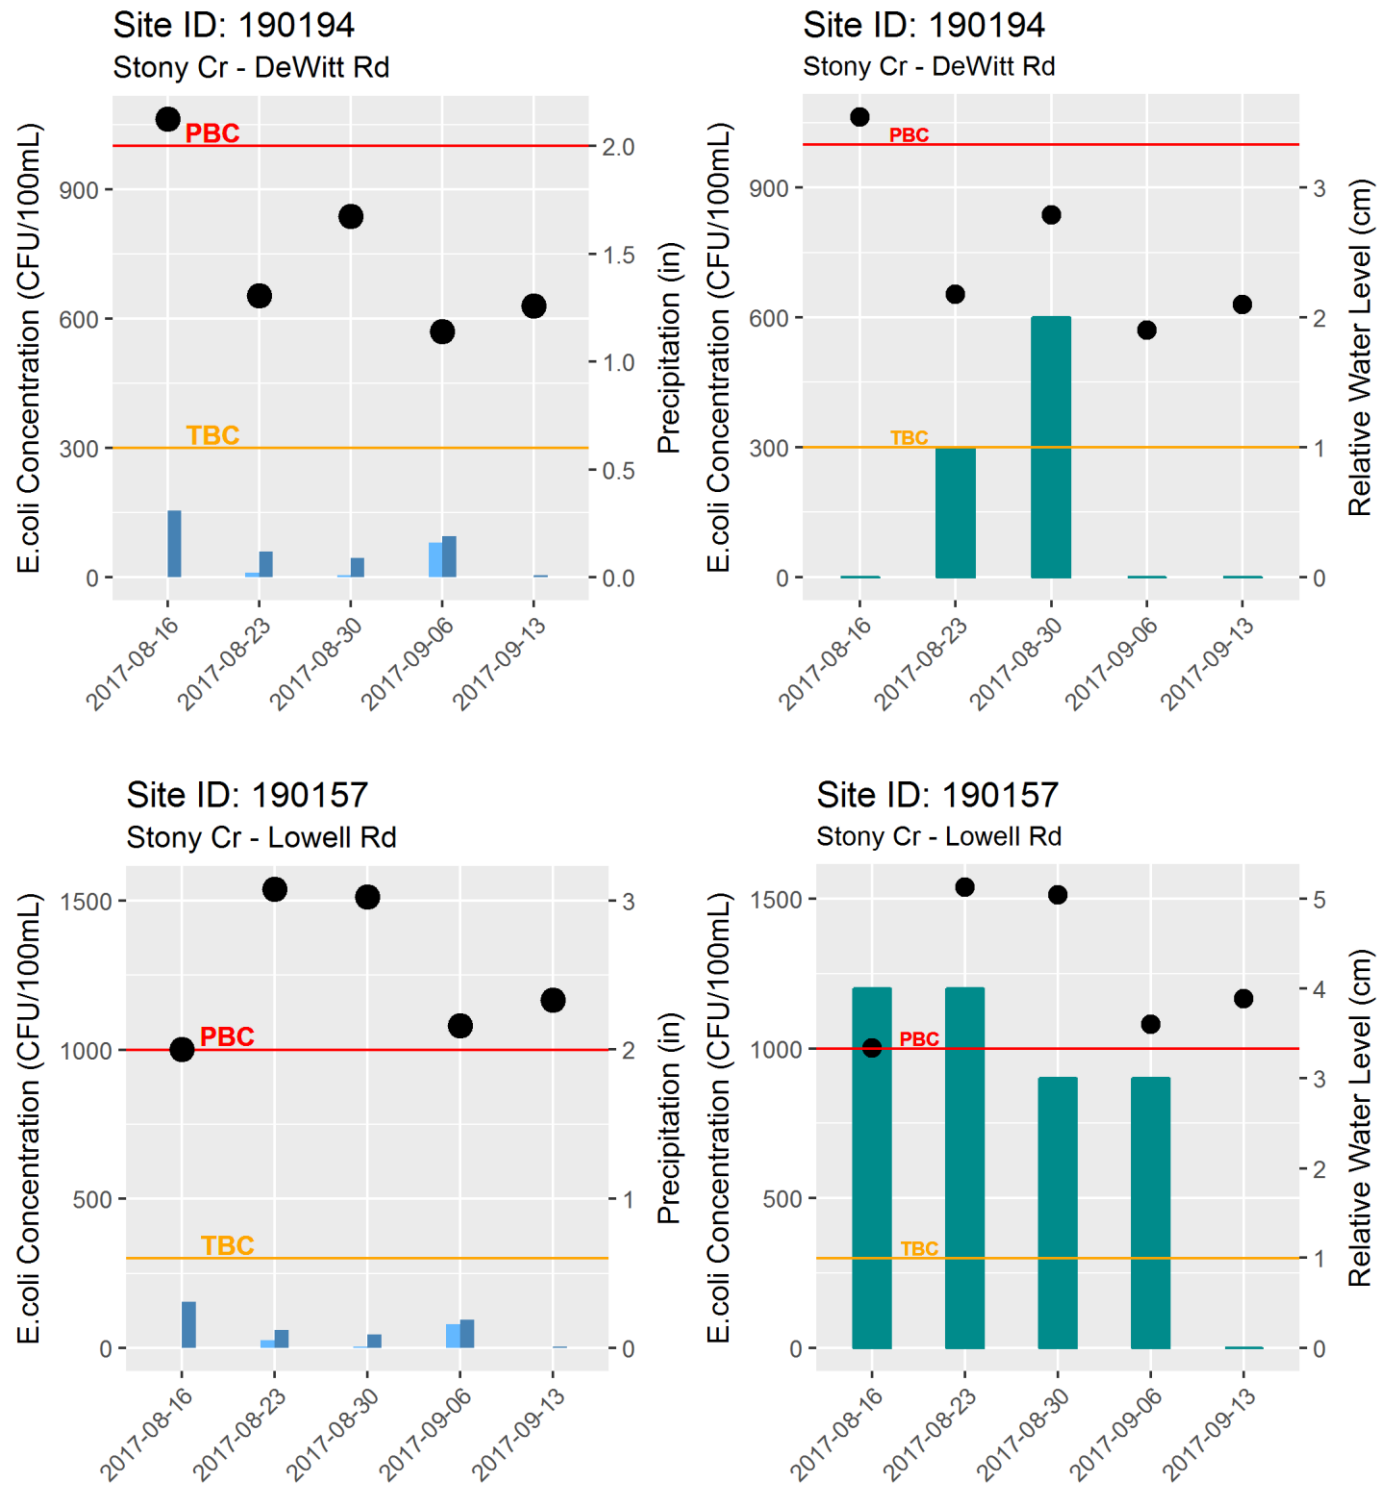 Site ID: 190194
Stony Cr - DeWitt Rd
E.coli Concentration (CFU/100mL)
900
600
300
0
PBC
TBC
2.0
1.5
1.0
0.5
0.0
Precipitation (in)
2017-08-16
2017-08-23
2017-08-30
2017-09-06
2017-09-13
Site ID: 190194
Stony Cr - DeWitt Rd
E.coli Concentration (CFU/100mL)
900
600
300
0
PBC
TBC
3
2
1
0
Relative Water Level (cm)
2017-08-16
2017-08-23
2017-08-30
2017-09-06
2017-09-13
Site ID: 190157
Stony Cr - Lowell Rd
E.coli Concentration (CFU/100mL)
1500
1000
500
0
PBC
TBC
3
2
1
0
Precipitation (in)
2017-08-16
2017-08-23
2017-08-30
2017-09-06
2017-09-13
Site ID: 190157
Stony Cr - Lowell Rd
E.coli Concentration (CFU/100mL)
1500
1000
500
0
PBC
TBC
5
4
3
2
1
0
Relative Water Level (cm)
2017-08-16
2017-08-23
2017-08-30
2017-09-06
2017-09-13